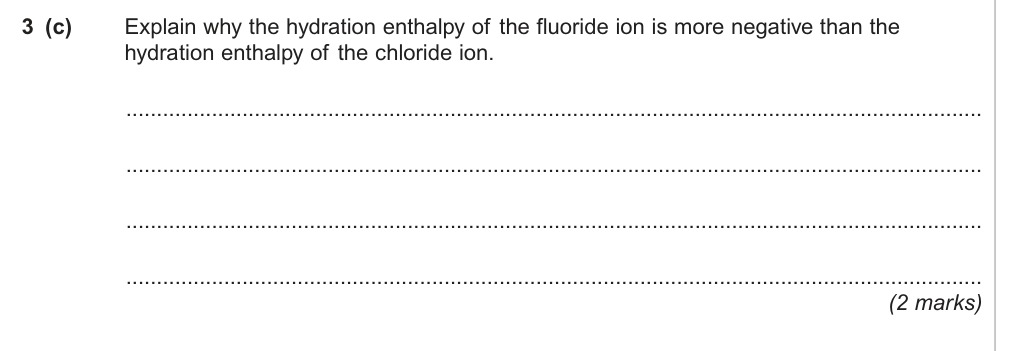 3 (c) Explain why the hydration enthalpy of the fluoride ion is more negative than the
hydration enthalpy of the chloride ion.
....................................................................................................................................................
....................................................................................................................................................
....................................................................................................................................................
....................................................................................................................................................
(2 marks)